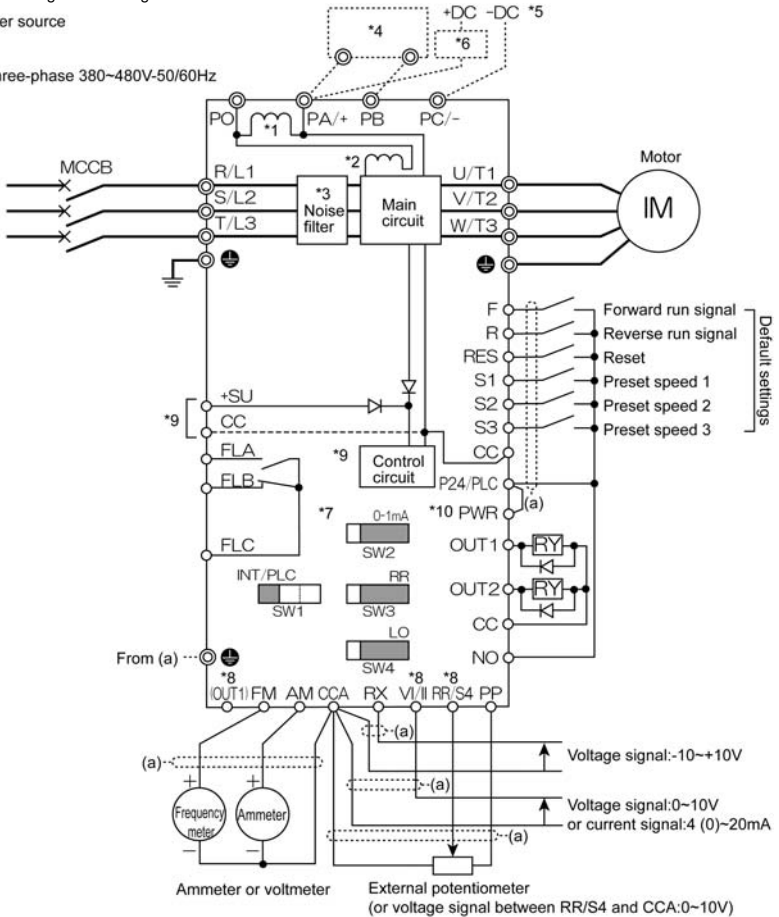 er source
+DC -DC *5
*4
*6
three-phase 380~480V-50/60Hz
PO PA/+ PB PC/-
*1
*2
MCCB
R/L1
S/L2
T/L3
*3
Noise
filter
Main
circuit
U/T1
V/T2
W/T3
Motor
IM
F Forward run signal
R Reverse run signal
RES Reset
S1 Preset speed 1
S2 Preset speed 2
S3 Preset speed 3
Default settings
+SU
*9 CC
CC
FLA
FLB
FLC
*9 Control
circuit
P24/PLC
(a)
*10 PWR
*7 0-1mA
SW2
OUT1 RY
INT/PLC
SW1
RR
SW3
OUT2 RY
CC
LO
SW4
NO
From (a)
*8 *8 *8
(OUT1) FM AM CCA RX VI/II RR/S4 PP
(a)
Voltage signal:-10~+10V
(a)
(a)
Voltage signal:0~10V
or current signal:4 (0)~20mA
(a)
+ +
Frequency
meter
Ammeter
− −
Ammeter or voltmeter
External potentiometer
(or voltage signal between RR/S4 and CCA:0~10V)